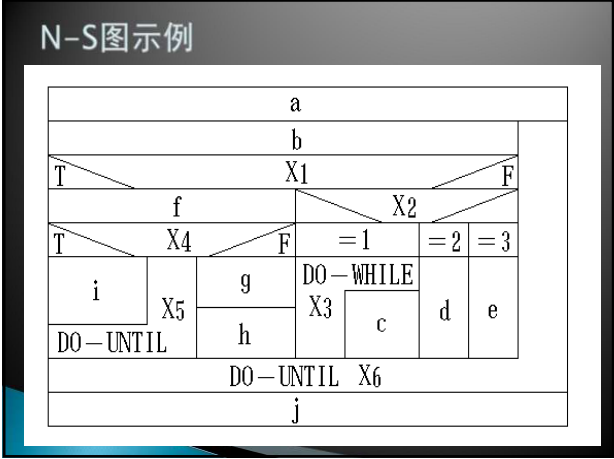 N-S图示例
a
b
T X1 F
f X2
T X4 F =1 =2 =3
i X5 g DO-WHILE d e
X3 c
DO-UNTIL h
DO-UNTIL X6
j